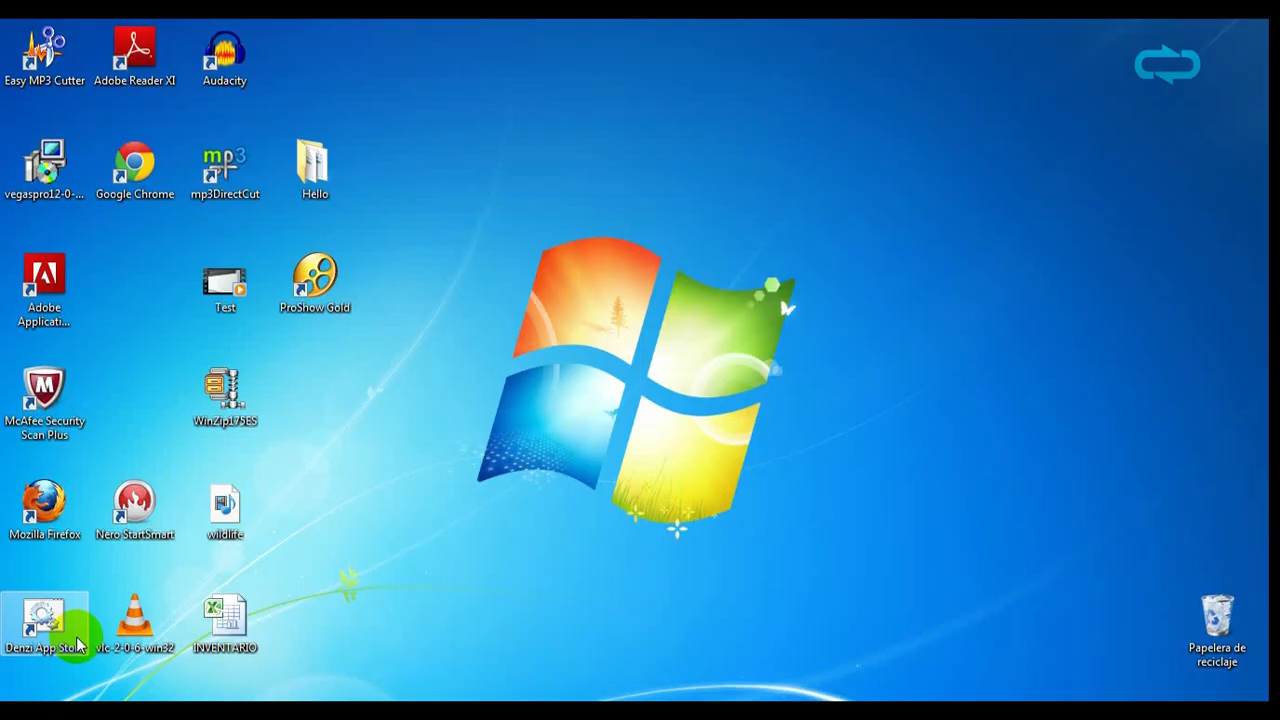 Easy MP3 Cutter
Adobe Reader XI
Audacity
vegaspro12-0-...
Google Chrome
mp3
mp3DirectCut
Hello
Adobe
Applicati...
Test
ProShow Gold
McAfee Security
Scan Plus
WinZip175ES
Mozilla Firefox
Nero StartSmart
wildlife
Denzi App
vlc-2-0-6-win32
INVENTARIO
Papelera de
reciclaje